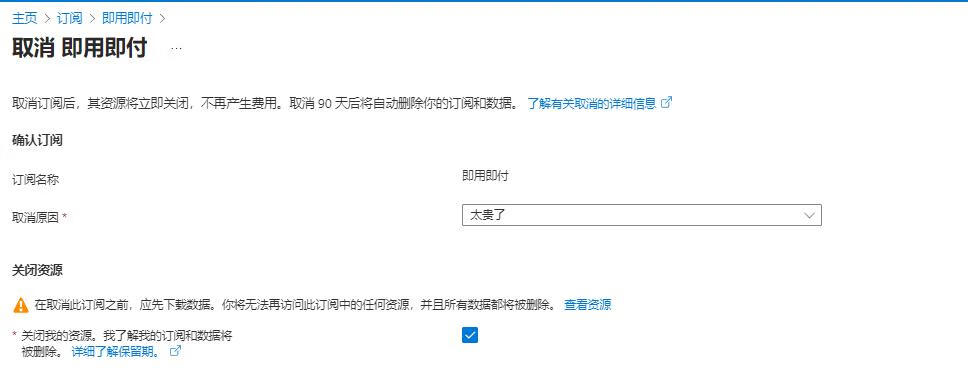 主页 > 订阅 > 即用即付 >
取消 即用即付 ...
取消订阅后，其资源将立即关闭，不再产生费用。取消 90 天后将自动删除你的订阅和数据。 了解有关取消的详细信息
确认订阅
订阅名称 即用即付
取消原因 * 太贵了
关闭资源
在取消此订阅之前，应先下载数据。你将无法再访问此订阅中的任何资源，并且所有数据都将被删除。 查看资源
* 关闭我的资源。我了解我的订阅和数据将
被删除。 详细了解保留期。